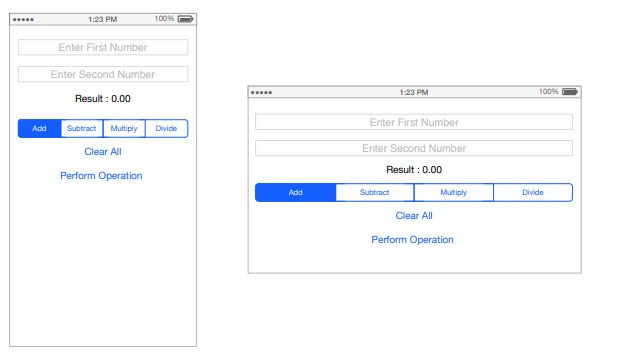 1:23 PM 100%
Enter First Number
Enter Second Number
Result : 0.00
Add Subtract Multiply Divide
Clear All
Perform Operation
1:23 PM 100%
Enter First Number
Enter Second Number
Result : 0.00
Add Subtract Multiply Divide
Clear All
Perform Operation